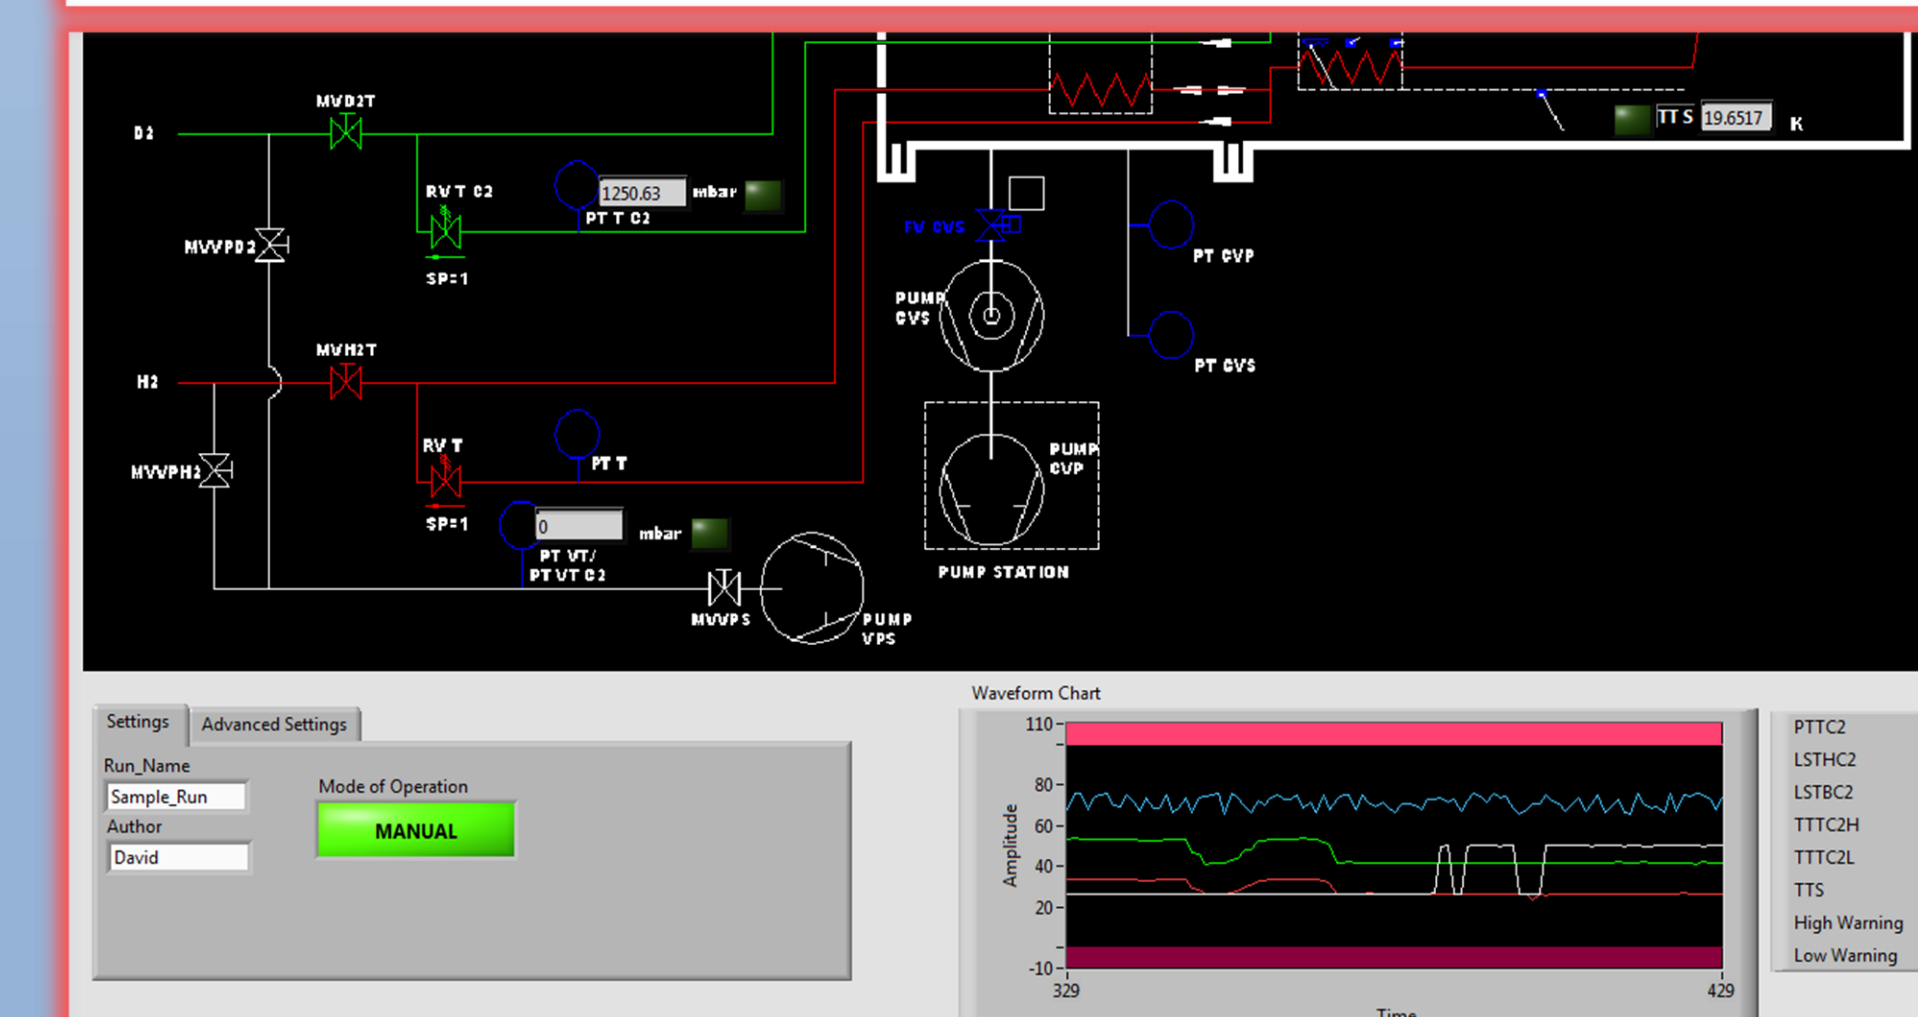 MVD2T
D2
TT S 19.6517 K
RV T C2
1250.63 mbar
PT T C2
MVVPD2
SP=1
FV CVS
PT CVP
PUMP
CVS
MVH2T
H2
PT CVS
RV T
PT T
PUMP
CVP
MVVPH2
SP=1
0 mbar
PT VT/
PT VT C2
PUMP STATION
MVVPS
PUMP
VPS
Waveform Chart
Settings Advanced Settings
Run_Name
Sample_Run
Author
David
Mode of Operation
MANUAL
Amplitude
110
80
60
40
20
-10
329 429
Time
PTTC2
LSTHC2
LSTBC2
TTTC2H
TTTC2L
TTS
High Warning
Low Warning